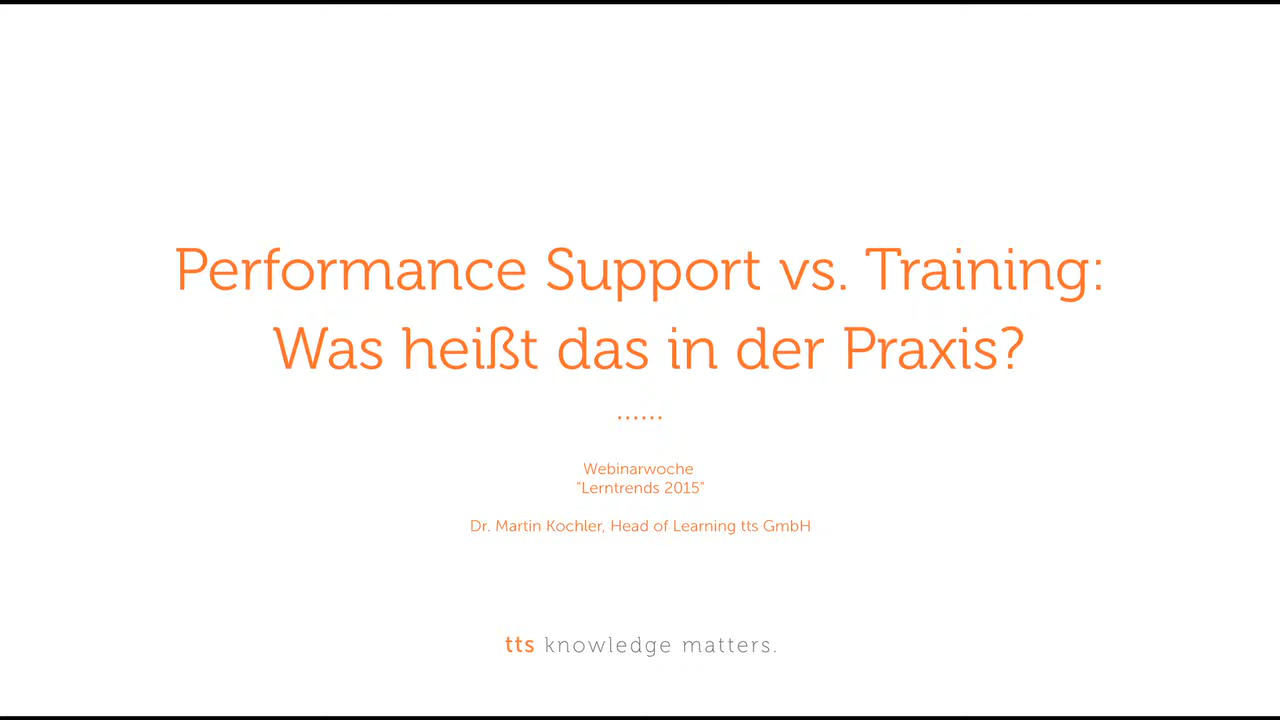 Performance Support vs. Training:
Was heißt das in der Praxis?
......
Webinarwoche
"Lerntrends 2015"
Dr. Martin Kochler, Head of Learning tts GmbH
tts knowledge matters.